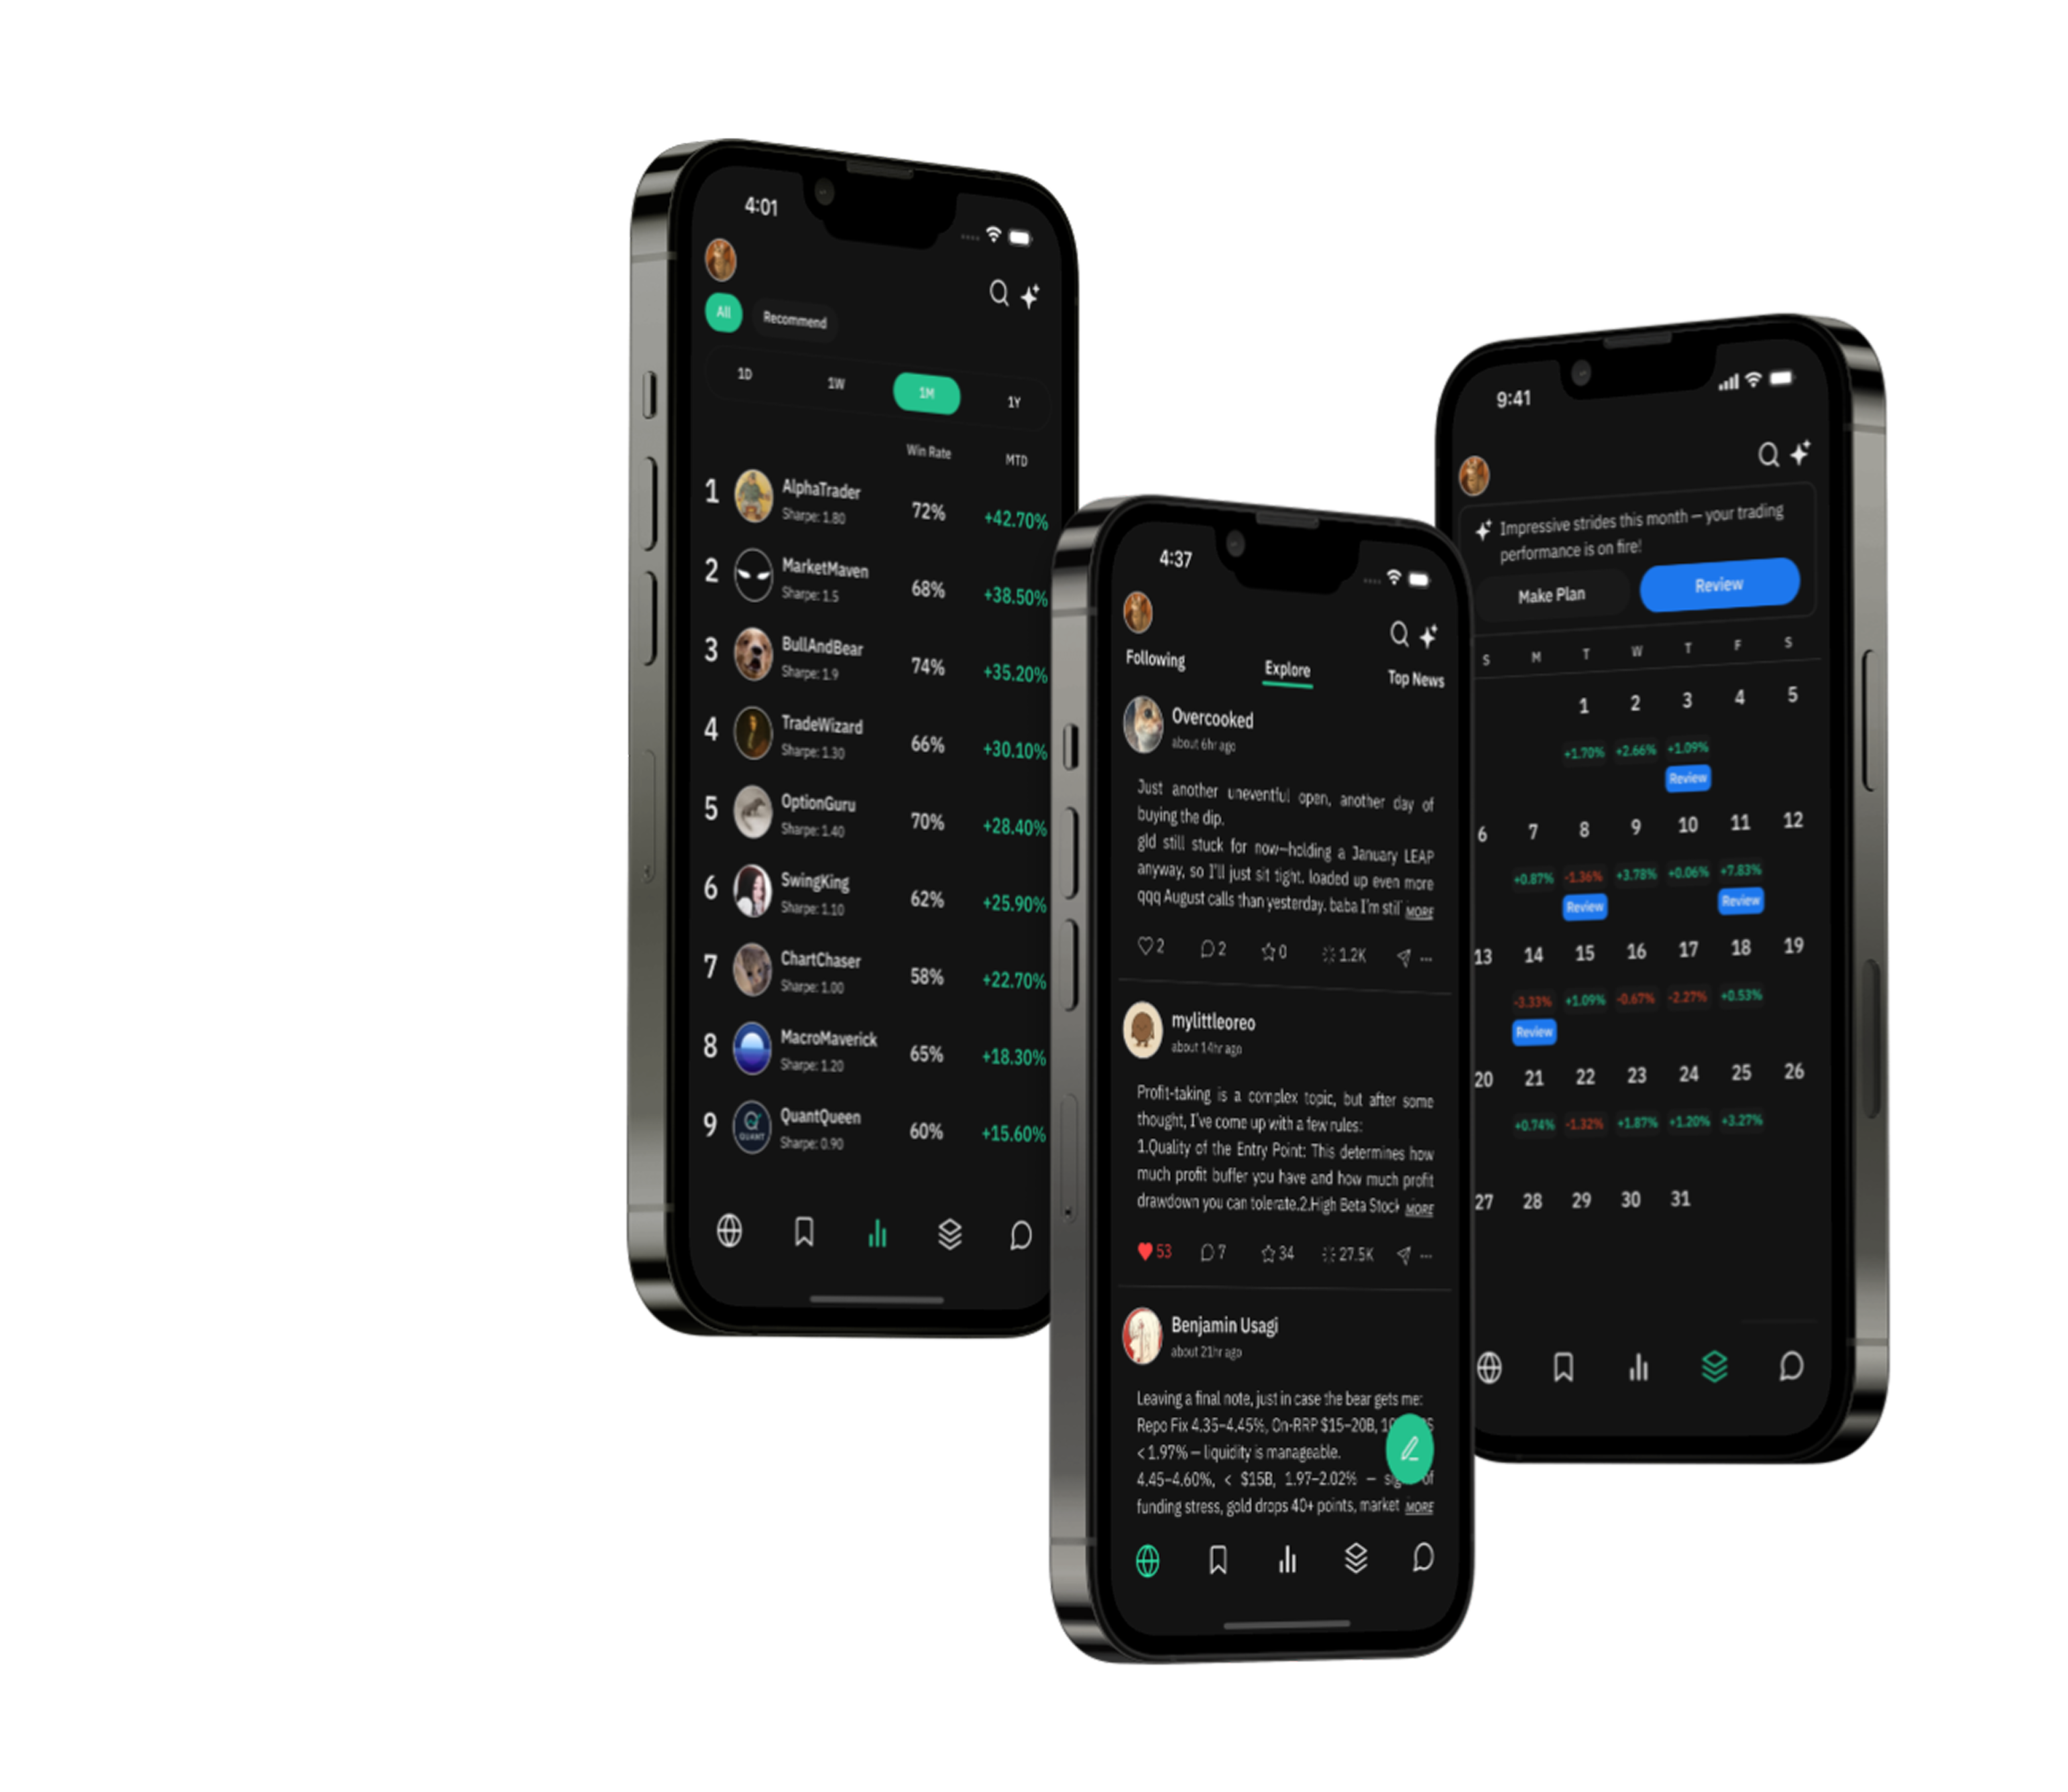 4:01
All
Recommend
1D 1W 1M 1Y
Win Rate MTD
1 AlphaTrader 72% +42.70%
Sharpe: 1.80
2 MarketMaven 68% +38.50%
Sharpe: 1.5
3 BullAndBear 74% +35.20%
Sharpe: 1.9
4 TradeWizard 66% +30.10%
Sharpe: 1.30
5 OptionGuru 70% +28.40%
Sharpe: 1.40
6 SwingKing 62% +25.90%
Sharpe: 1.10
7 ChartChaser 58% +22.70%
Sharpe: 1.00
8 MacroMaverick 65% +18.30%
Sharpe: 1.20
9 QuantQueen 60% +15.60%
Sharpe: 0.90
QUANT
4:37
Following Explore Top News
Overcooked
about 6hr ago
Just another uneventful open, another day of
buying the dip.
gld still stuck for now—holding a January LEAP
anyway, so I'll just sit tight. loaded up even more
qqq August calls than yesterday. baba I'm stil MORE
2 2 0 1.2K
mylittleoreo
about 14hr ago
Profit-taking is a complex topic, but after some
thought, I've come up with a few rules:
1.Quality of the Entry Point: This determines how
much profit buffer you have and how much profit
drawdown you can tolerate.2.High Beta Stock MORE
53 7 34 27.5K
Benjamin Usagi
about 21hr ago
Leaving a final note, just in case the bear gets me:
Repo Fix 4.35–4.45%, On-RRP $15–20B,
< 1.97% — liquidity is manageable.
4.45–4.60%, < $15B, 1.97–2.02% — of
funding stress, gold drops 40+ points, market MORE
9:41
Impressive strides this month — your trading
performance is on fire!
Make Plan Review
S M T W T F S
1 2 3 4 5
+1.70% +2.66% +1.09%
Review
6 7 8 9 10 11 12
+0.87% -1.36% +3.78% +0.06% +7.83%
Review Review
13 14 15 16 17 18 19
-3.33% +1.09% -0.67% -2.27% +0.53%
Review
20 21 22 23 24 25 26
+0.74% -1.32% +1.87% +1.20% +3.27%
27 28 29 30 31